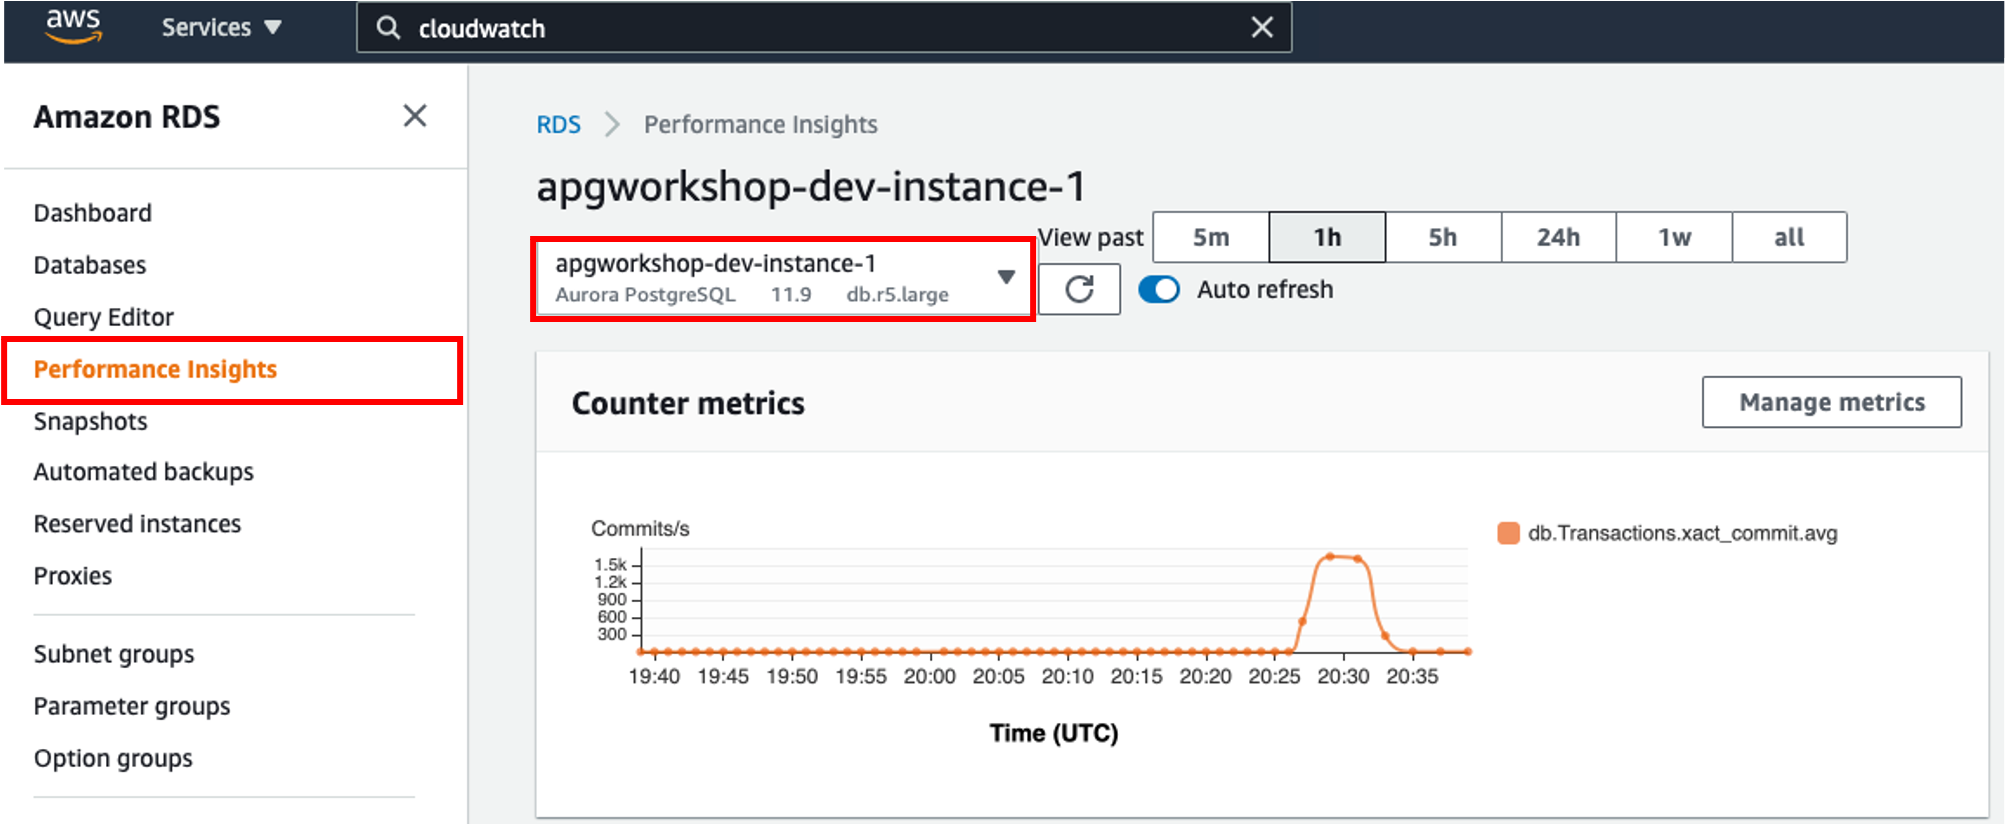 aws Services cloudwatch
Amazon RDS
Dashboard
Databases
Query Editor
Performance Insights
Snapshots
Automated backups
Reserved instances
Proxies
Subnet groups
Parameter groups
Option groups
RDS Performance Insights
apgworkshop-dev-instance-1
apgworkshop-dev-instance-1
Aurora PostgreSQL 11.9 db.r5.large
View past 5m 1h 5h 24h 1w all
Auto refresh
Counter metrics
Manage metrics
Commits/s
1.5k
1.2k
900
600
300
19:40 19:45 19:50 19:55 20:00 20:05 20:10 20:15 20:20 20:25 20:30 20:35
Time (UTC)
db.Transactions.xact_commit.avg